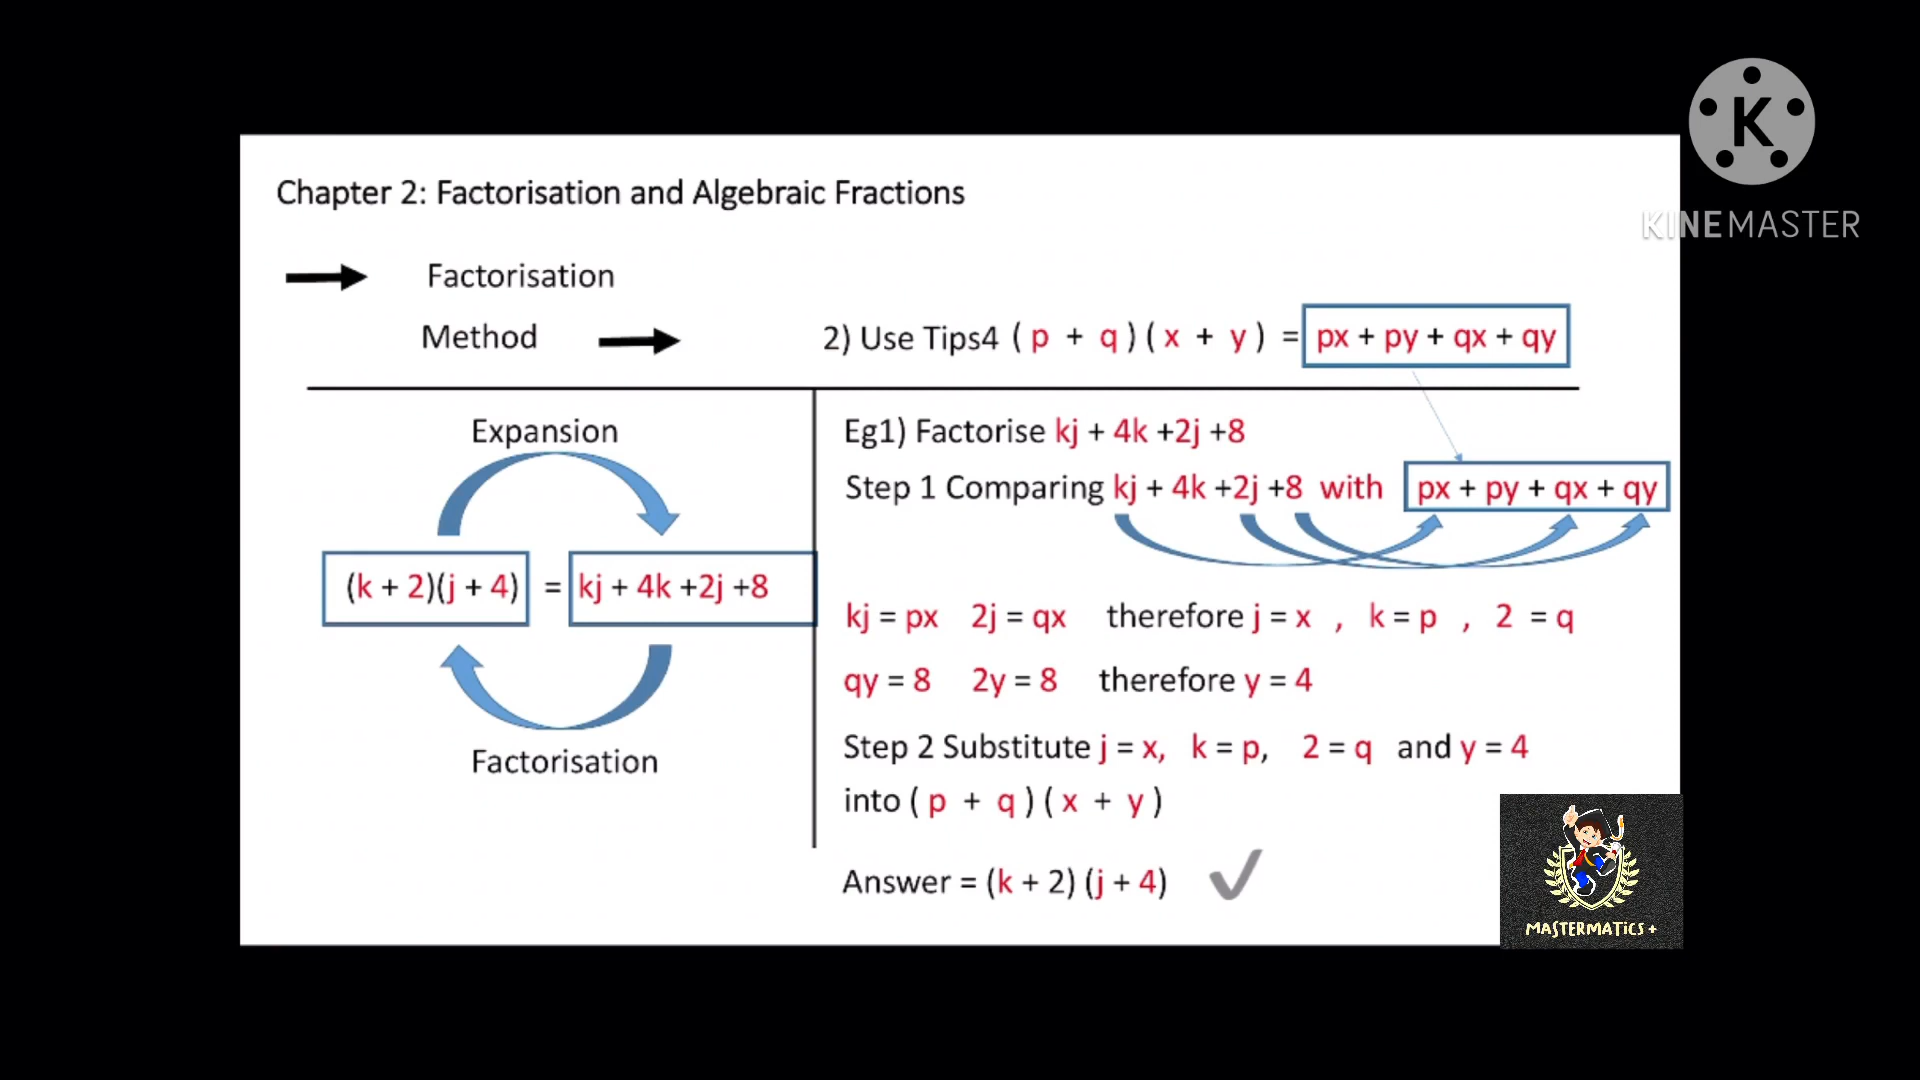 K
KINEMASTER
Chapter 2: Factorisation and Algebraic Fractions
Factorisation
Method
2) Use Tips4 ( p + q ) ( x + y ) = px + py + qx + qy
Expansion
(k + 2)(j + 4) = kj + 4k +2j +8
Factorisation
Eg1) Factorise kj + 4k +2j +8
Step 1 Comparing kj + 4k +2j +8 with px + py + qx + qy
kj = px 2j = qx therefore j = x , k = p , 2 = q
qy = 8 2y = 8 therefore y = 4
Step 2 Substitute j = x, k = p, 2 = q and y = 4
into ( p + q ) ( x + y )
Answer = (k + 2) (j + 4)
MASTERMATiCS +